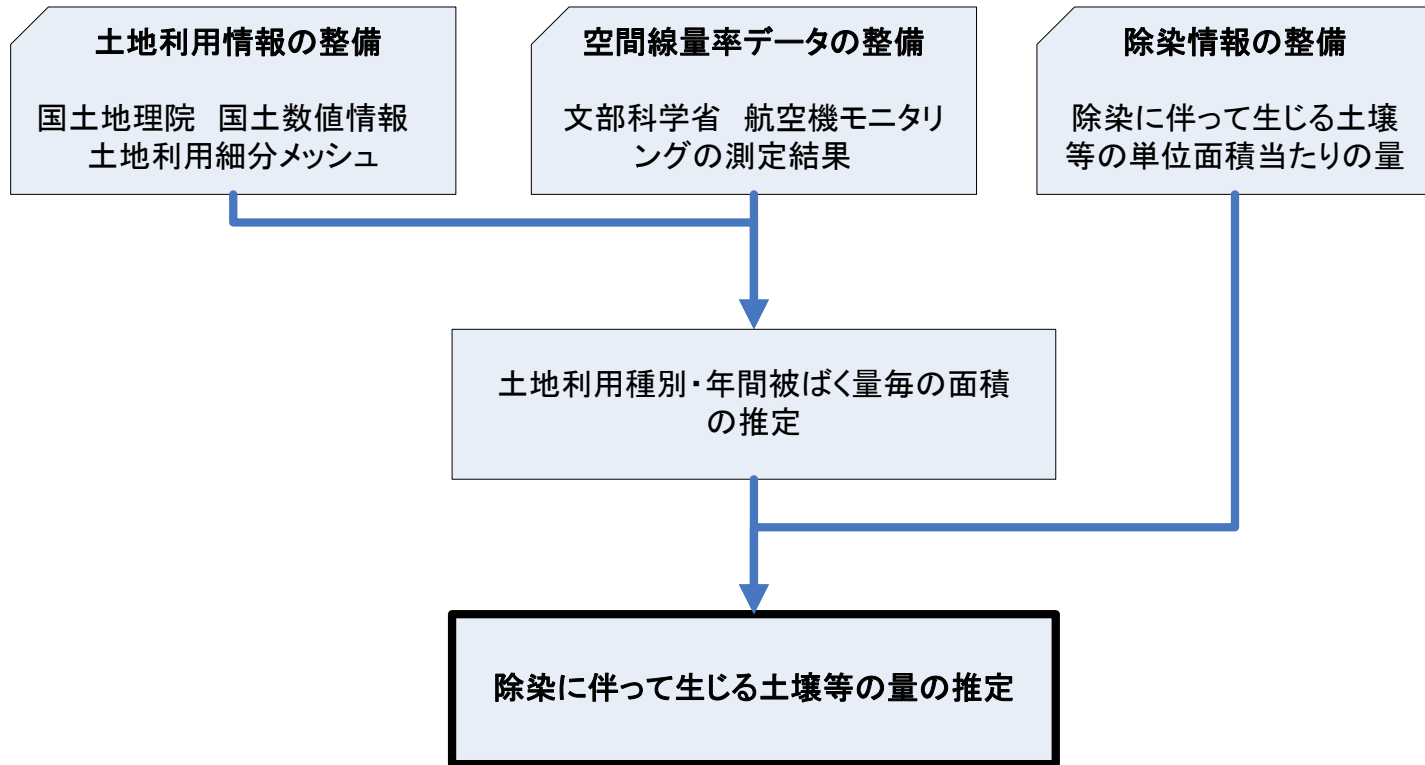 土地利用情報の整備
国土地理院　国土数値情報
土地利用細分メッシュ
空間線量率データの整備
文部科学省　航空機モニタリ
ングの測定結果
除染情報の整備
除染に伴って生じる土壌
等の単位面積当たりの量
土地利用種別・年間被ばく量毎の面積
の推定
除染に伴って生じる土壌等の量の推定